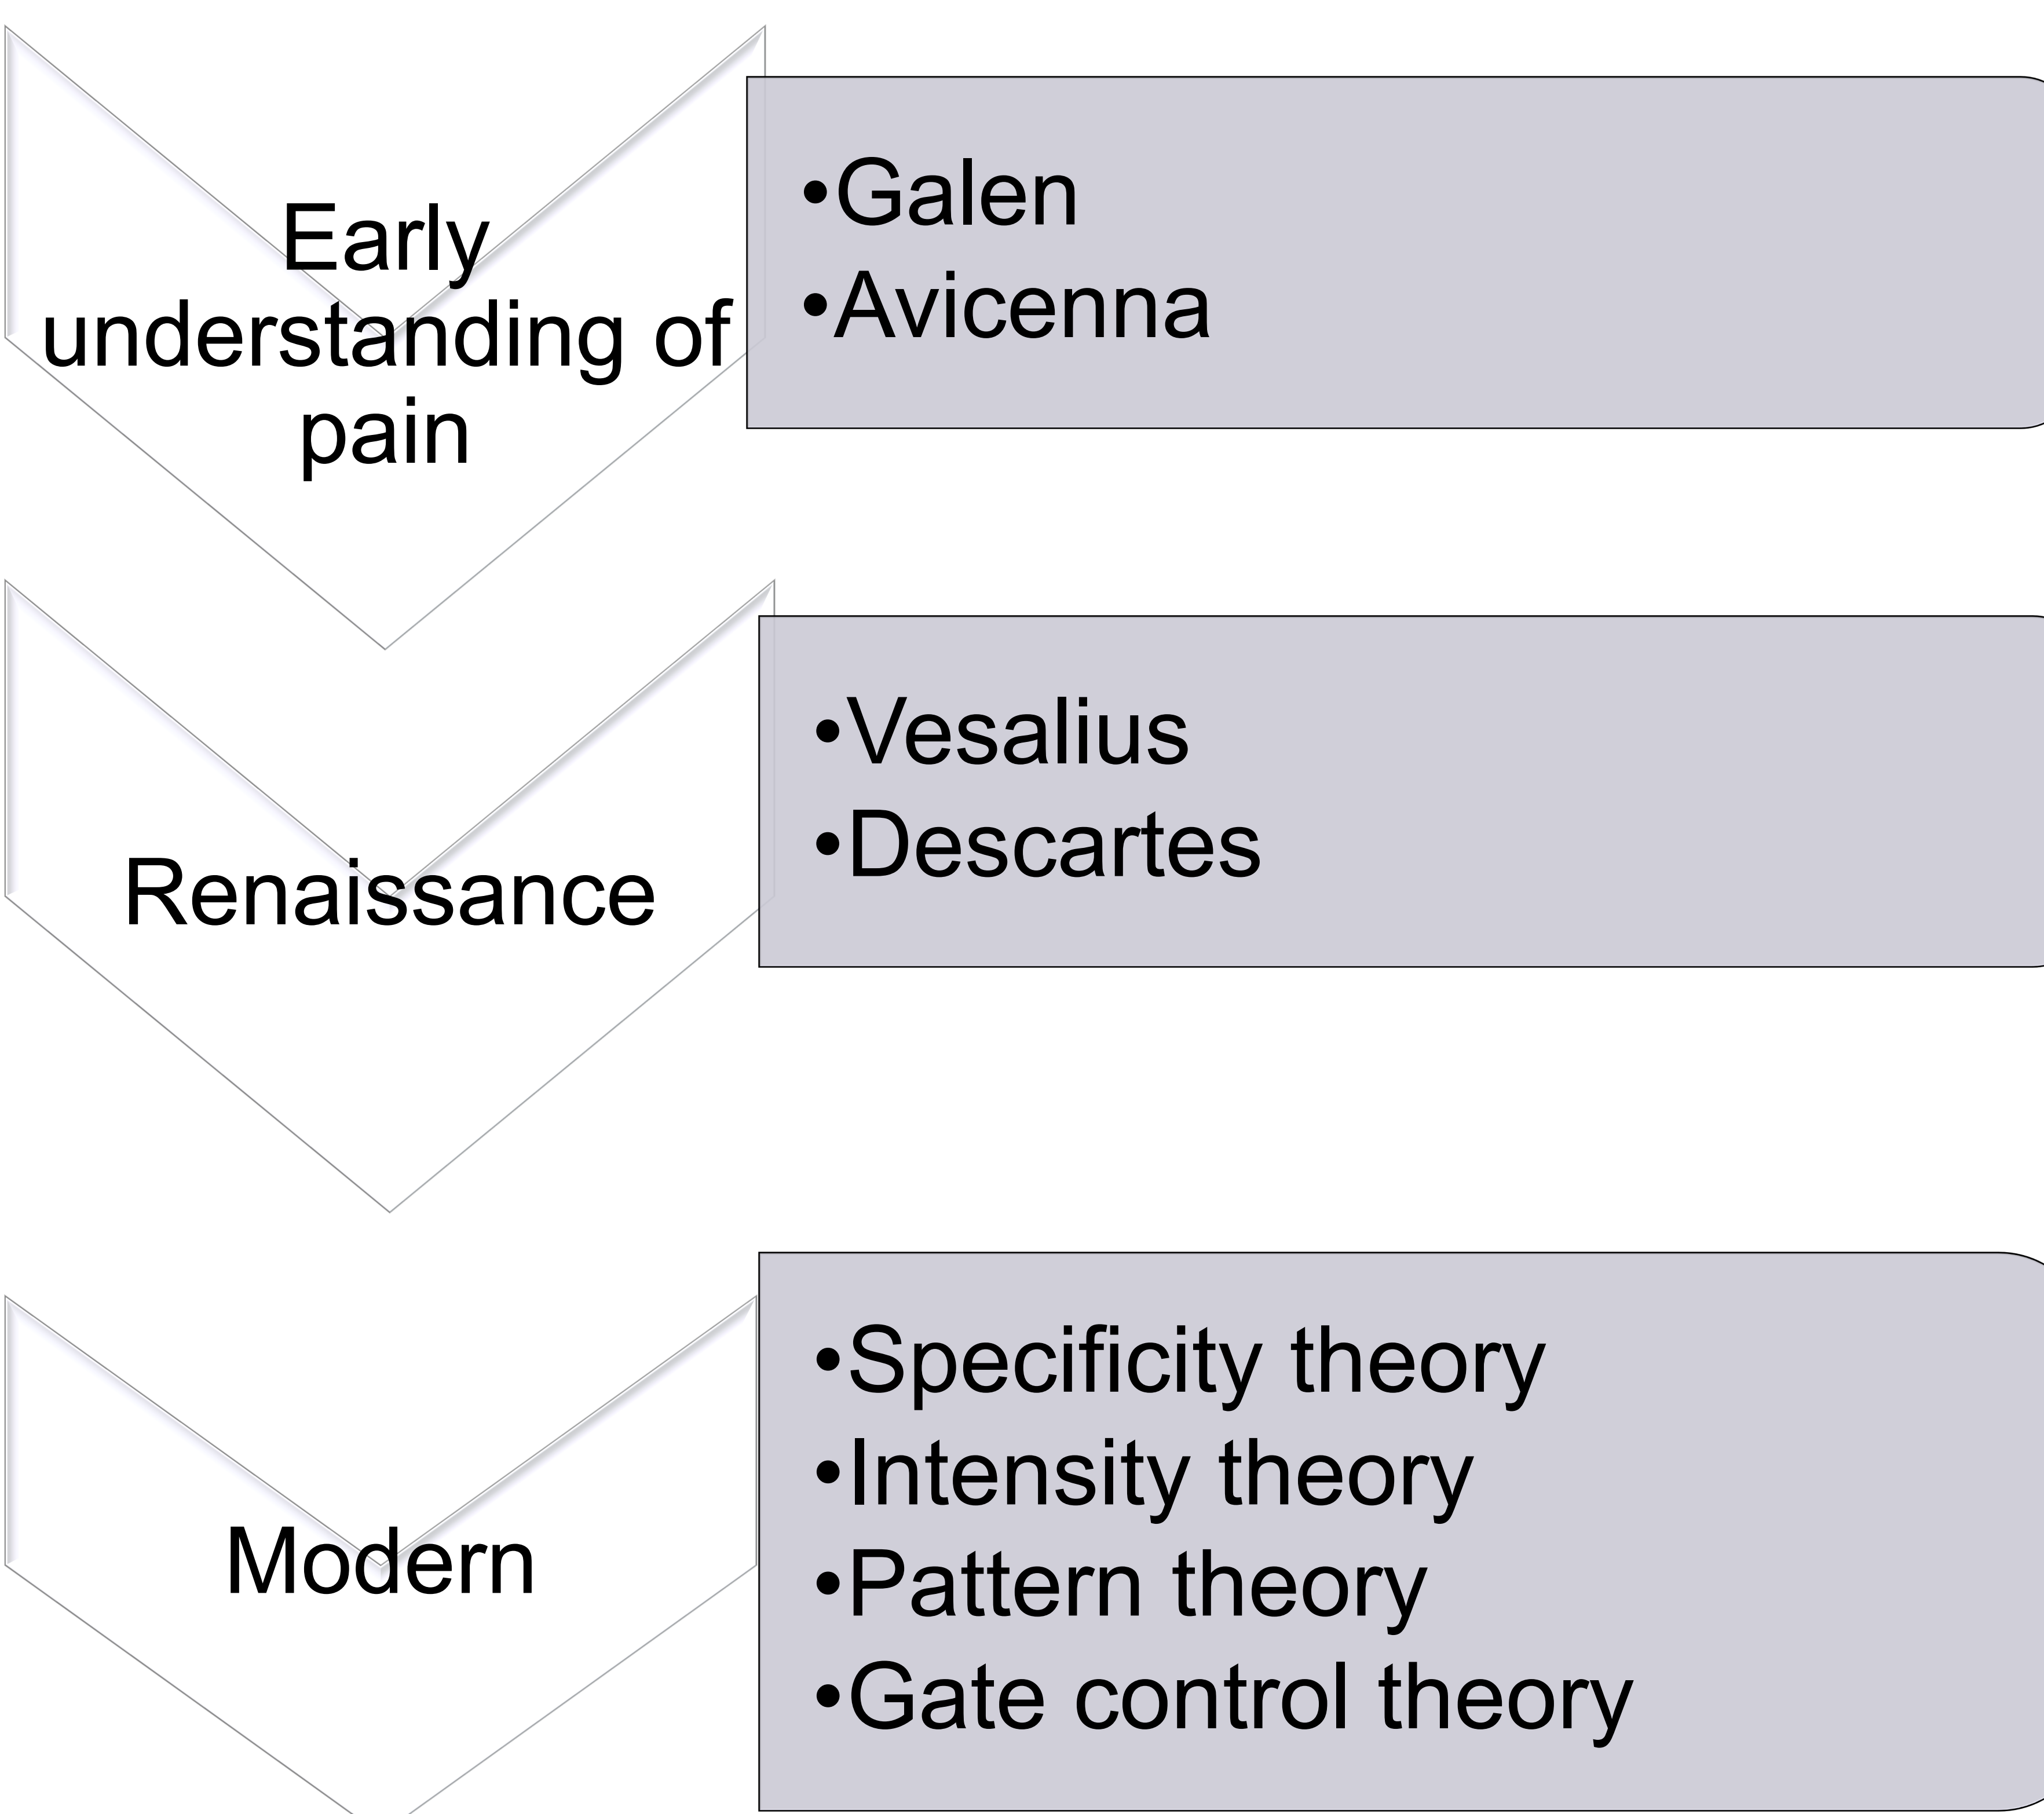 Early
understanding of
pain
•Galen
•Avicenna
Renaissance
•Vesalius
•Descartes
Modern
•Specificity theory
•Intensity theory
•Pattern theory
•Gate control theory